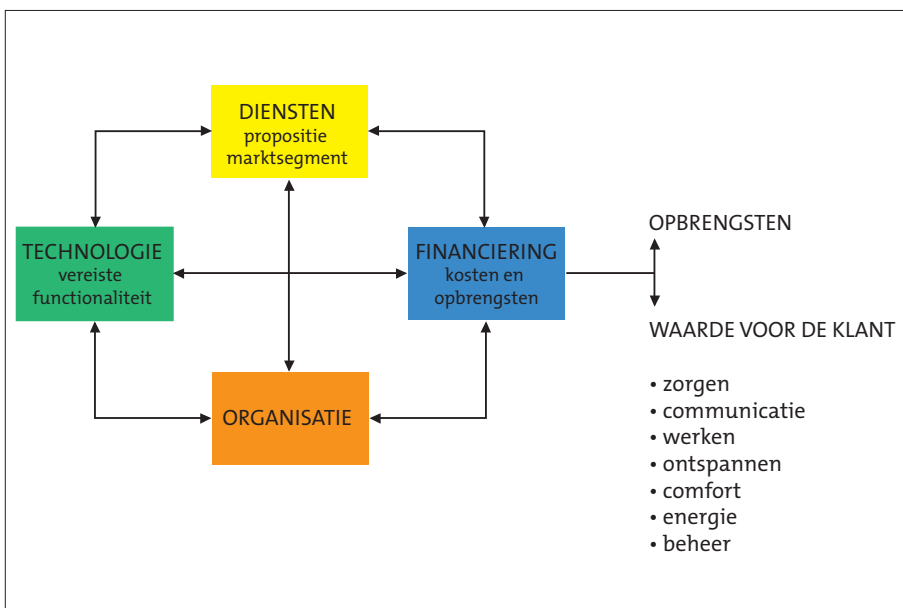 DIENSTEN
propositie
marktsegment
TECHNOLOGIE
vereiste
functionaliteit
FINANCIERING
kosten en
opbrengsten
ORGANISATIE
OPBRENGSTEN
WAARDE VOOR DE KLANT
• zorgen
• communicatie
• werken
• ontspannen
• comfort
• energie
• beheer